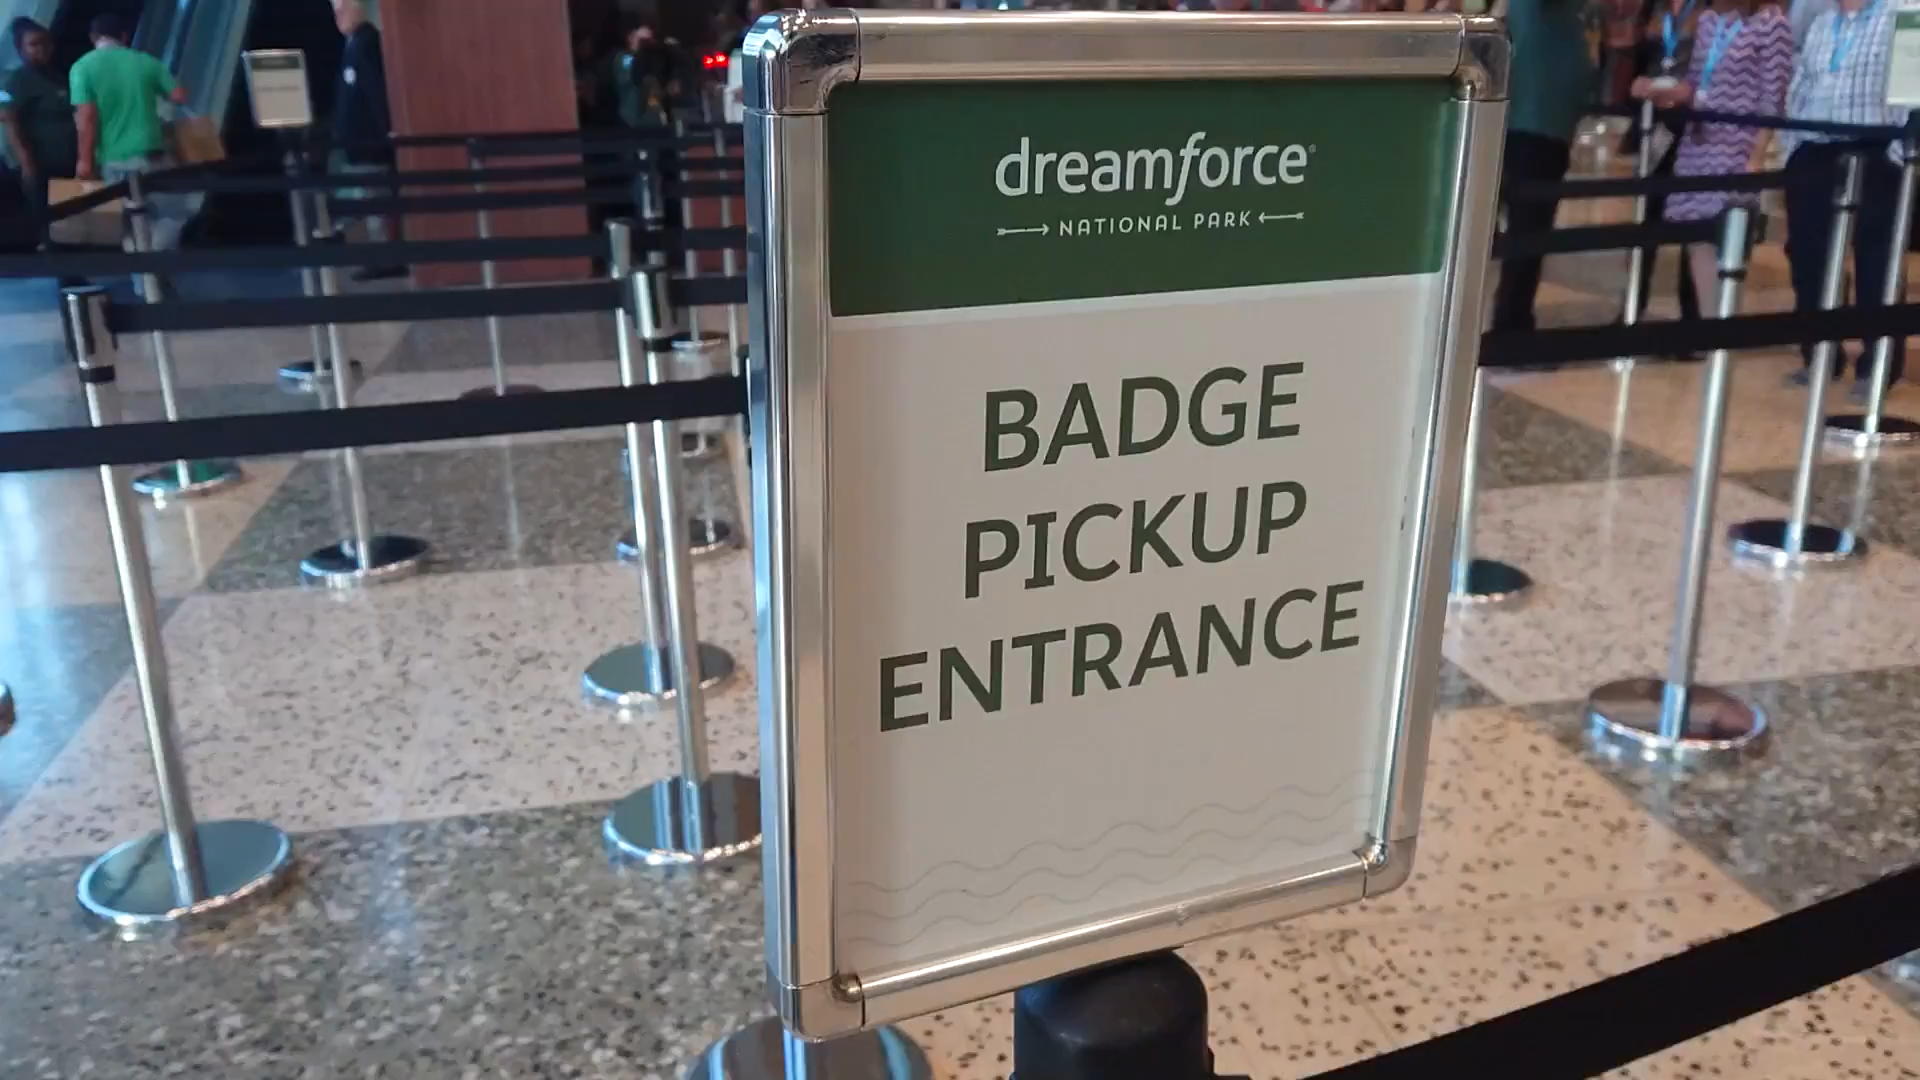 dreamforce
NATIONAL PARK
BADGE
PICKUP
ENTRANCE